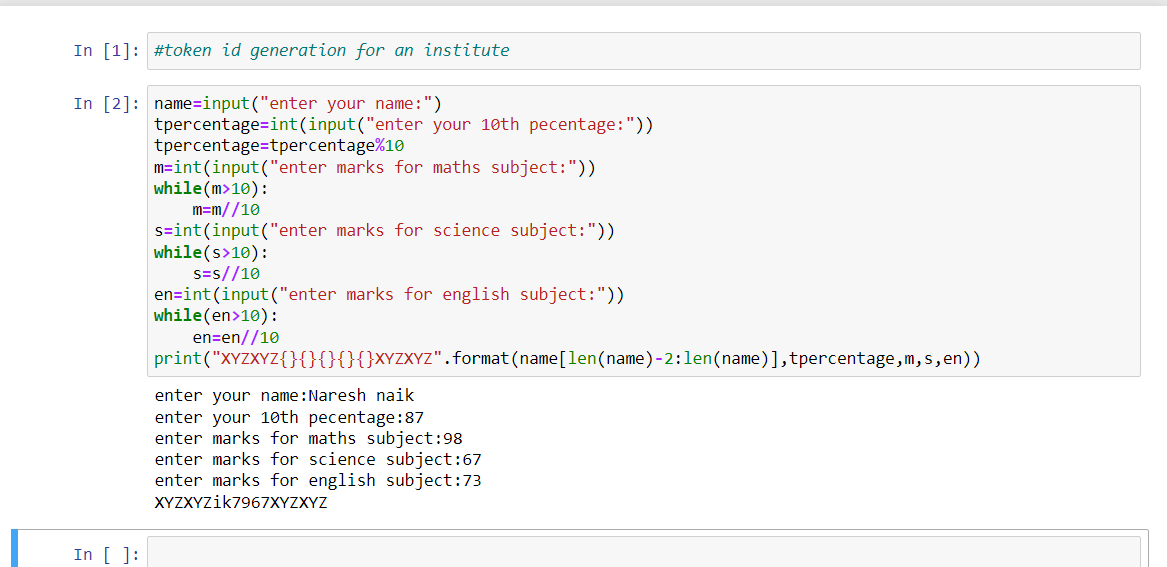 In [1]: #token id generation for an institute
In [2]: name=input("enter your name:")
tpercentage=int(input("enter your 10th pecentage:"))
tpercentage=tpercentage%10
m=int(input("enter marks for maths subject:"))
while(m>10):
    m=m//10
s=int(input("enter marks for science subject:"))
while(s>10):
    s=s//10
en=int(input("enter marks for english subject:"))
while(en>10):
    en=en//10
print("XYZXYZ{}{}{}{}{}XYZXYZ".format(name[len(name)-2:len(name)],tpercentage,m,s,en))
enter your name:Naresh naik
enter your 10th pecentage:87
enter marks for maths subject:98
enter marks for science subject:67
enter marks for english subject:73
XYZXYZik7967XYZXYZ
In [ ]: